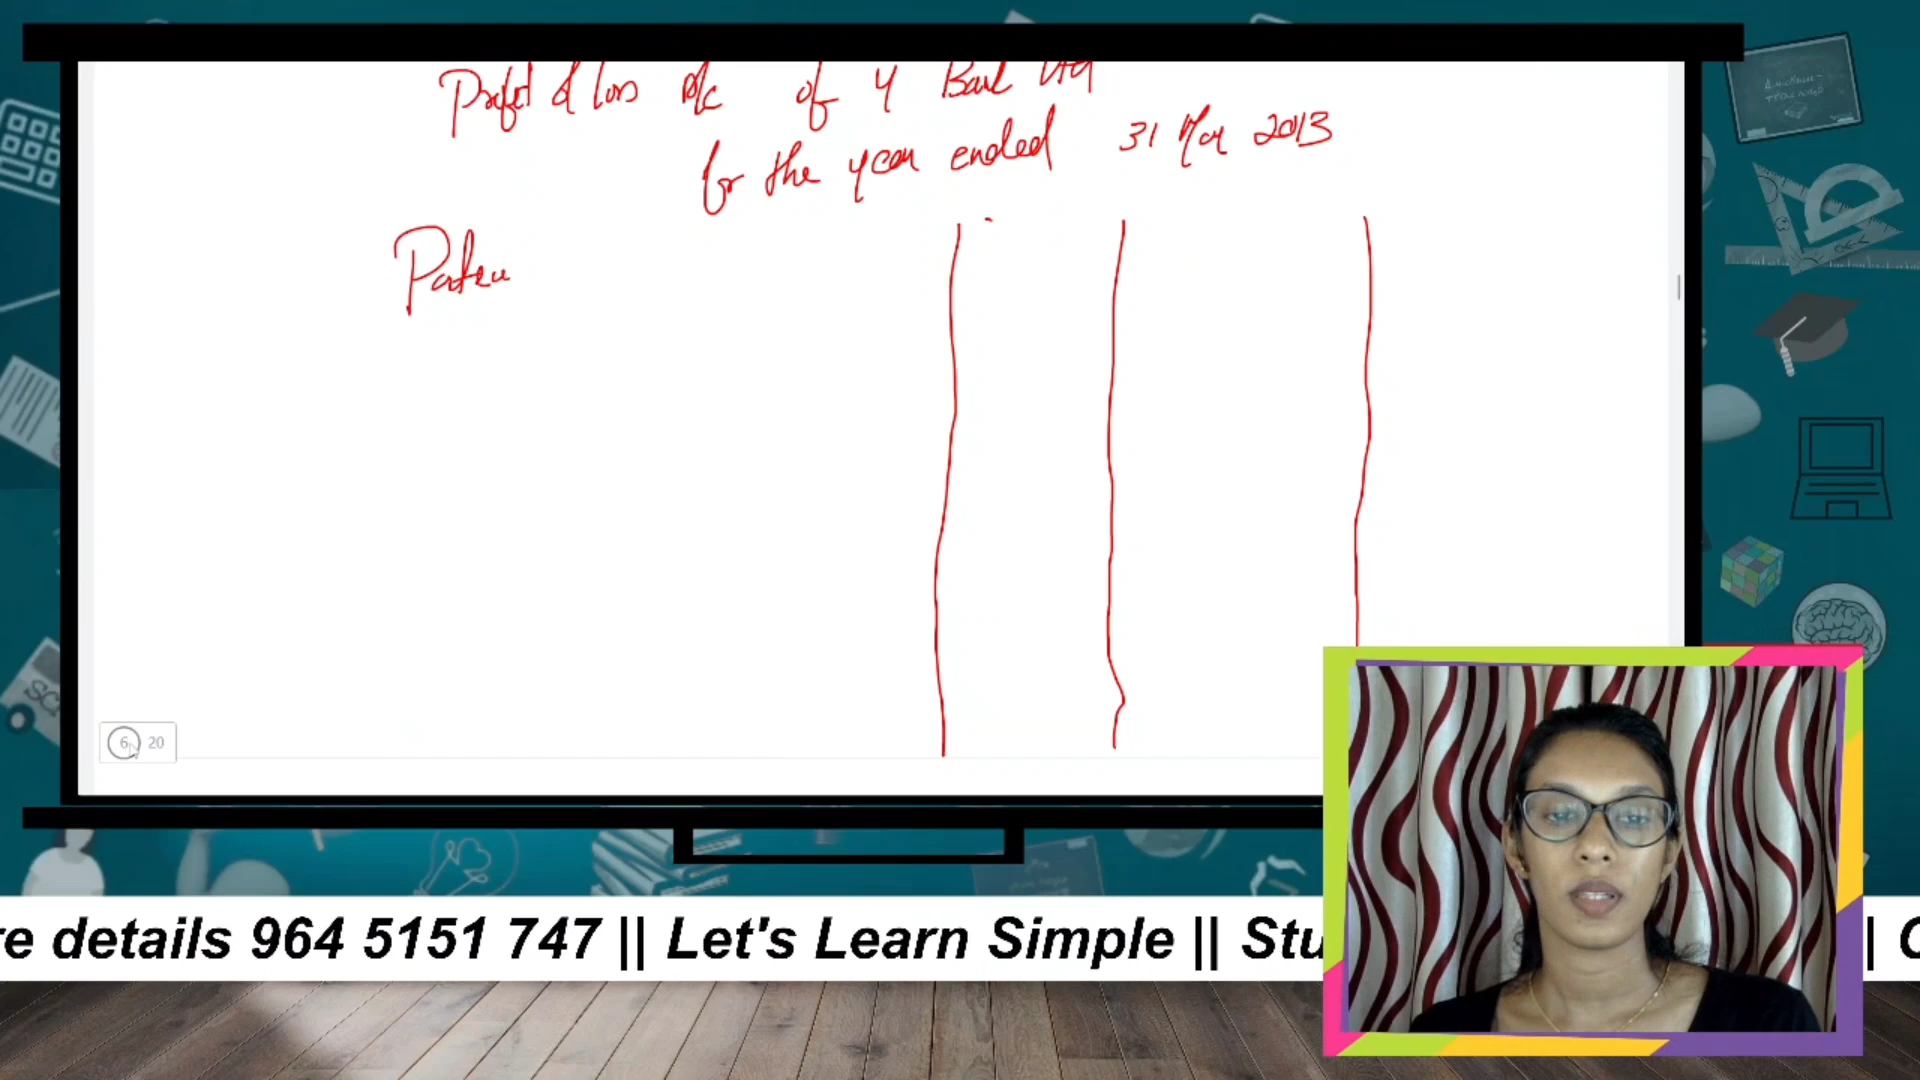 Profit & loss A/c of Y Bank Ltd
for the year ended 31 Mar 2013
6 20
re details 964 5151 747 || Let's Learn Simple || Stu
| C